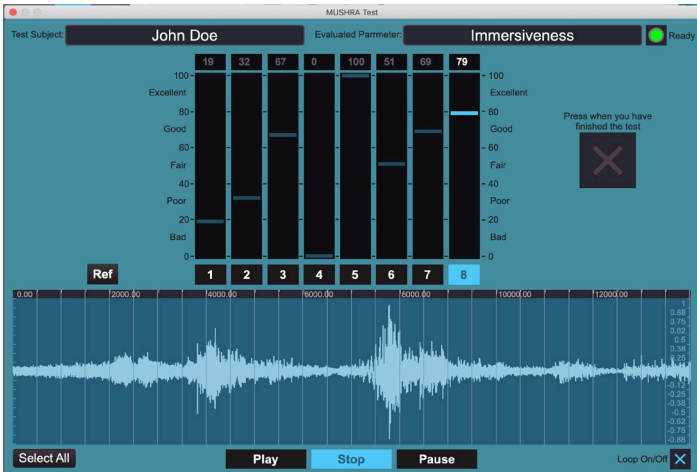 MUSHRA Test
Test Subject: John Doe Evaluated Parmeter: Immersiveness Ready
19 32 67 0 100 51 69 79
100 - - 100
Excellent Excellent
80 - - 80
Good Good
60 - - 60
Fair Fair
40 - - 40
Poor Poor
20 - - 20
Bad Bad
0 - - 0
Press when you have
finished the test
Ref 1 2 3 4 5 6 7 8
0.00 2000.00 4000.00 6000.00 8000.00 10000.00 12000.00
1
0.88
0.75
0.62
0.5
0.38
0.25
-0.12
-0.25
-0.38
-0.5
-0.62
-0.75
-0.88
Select All Play Stop Pause Loop On/Off